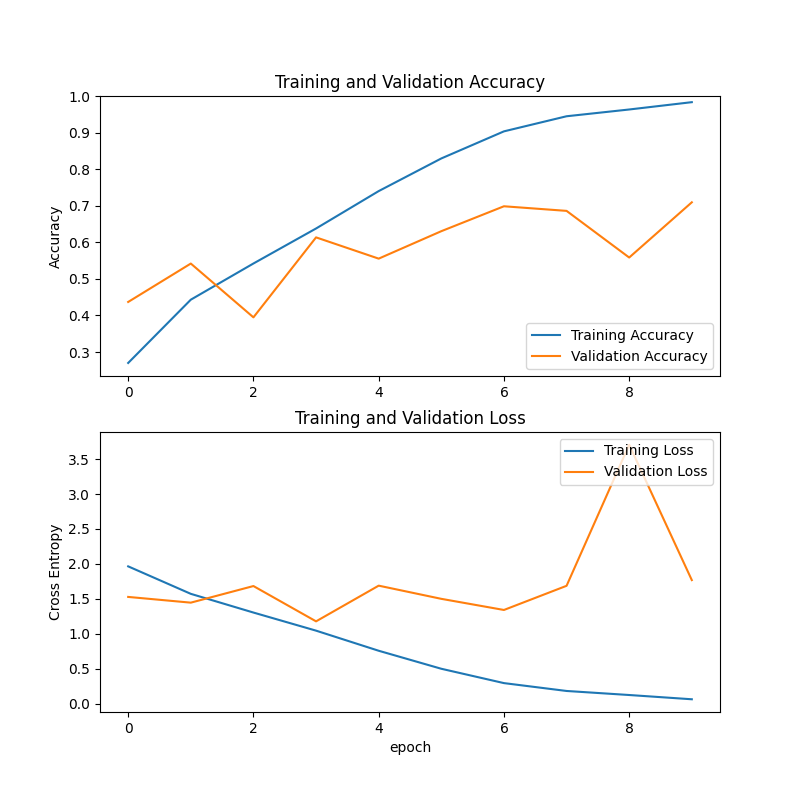 Training and Validation Accuracy
1.0
0.9
0.8
0.7
0.6
0.5
0.4
0.3
Accuracy
Training Accuracy
Validation Accuracy
0 2 4 6 8
Training and Validation Loss
3.5
3.0
2.5
2.0
1.5
1.0
0.5
0.0
Cross Entropy
Training Loss
Validation Loss
0 2 4 6 8
epoch